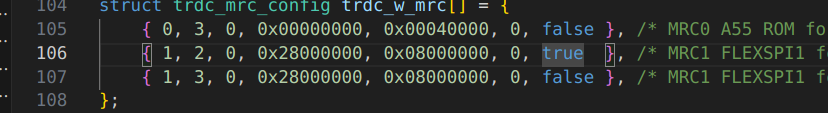 104 struct trdc_mrc_config trdc_w_mrc[] = {
105 { 0, 3, 0, 0x00000000, 0x00040000, 0, false }, /* MRC0 A55 ROM fo
106 { 1, 2, 0, 0x28000000, 0x08000000, 0, true  }, /* MRC1 FLEXSPI1 fo
107 { 1, 3, 0, 0x28000000, 0x08000000, 0, false }, /* MRC1 FLEXSPI1 fo
108 };